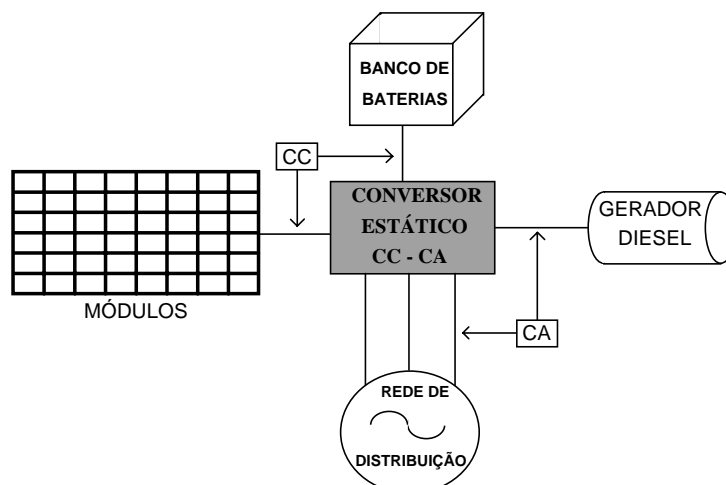 BANCO DE
BATERIAS
CC
CONVERSOR
ESTÁTICO
CC - CA
GERADOR
DIESEL
MÓDULOS
CA
REDE DE
DISTRIBUIÇÃO